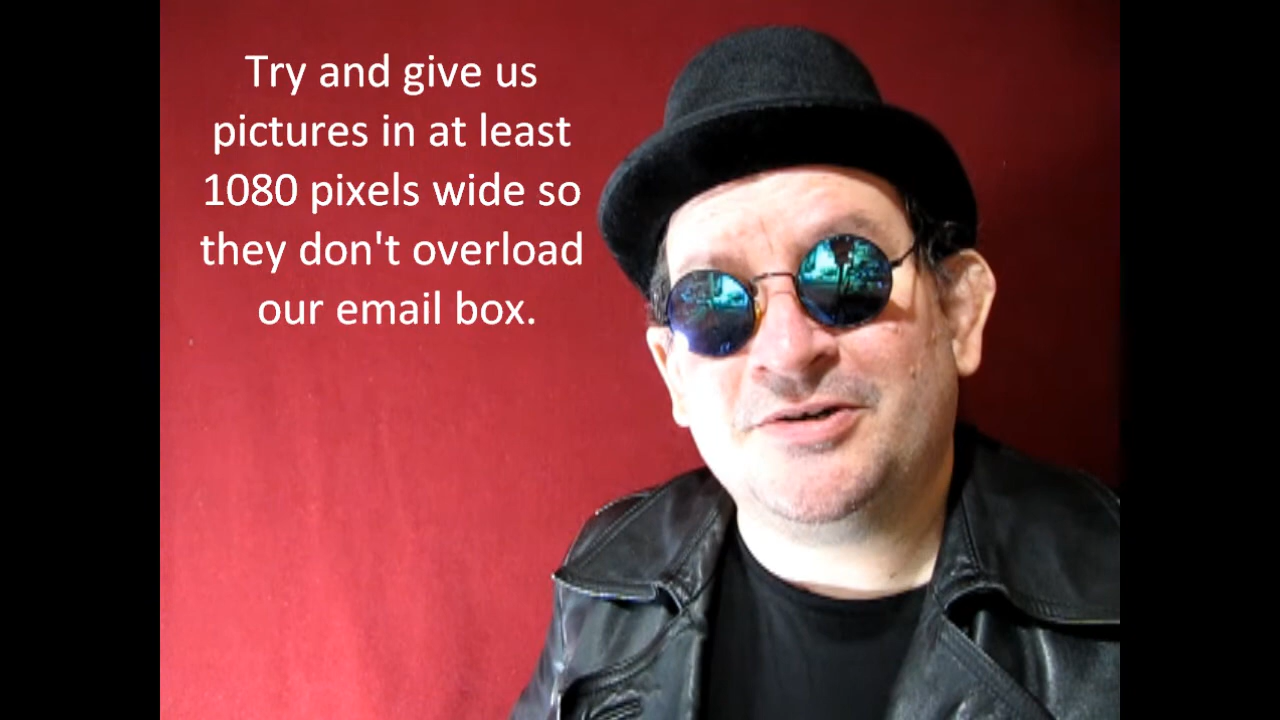 Try and give us
pictures in at least
1080 pixels wide so
they don't overload
our email box.